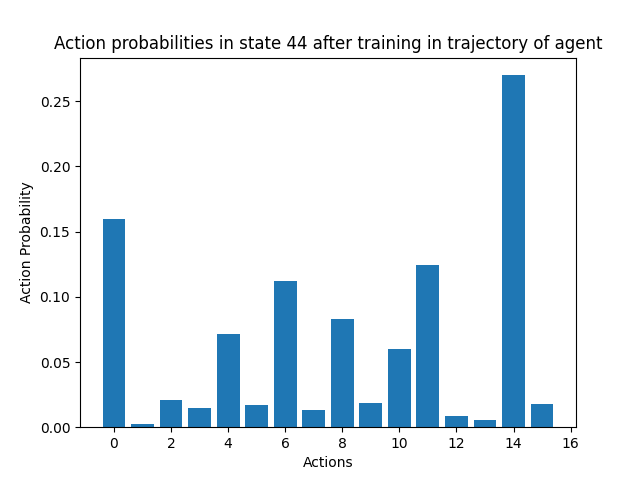 Action probabilities in state 44 after training in trajectory of agent
0.25
0.20
0.15
0.10
0.05
0.00
Action Probability
0 2 4 6 8 10 12 14 16
Actions